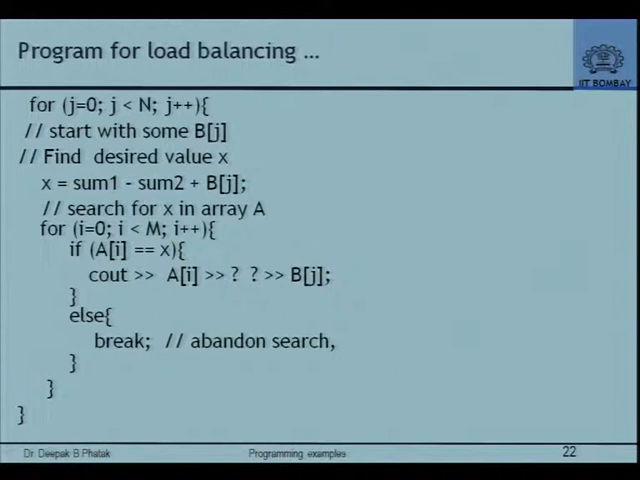 Program for load balancing ...
IIT BOMBAY
for (j=0; j < N; j++){
// start with some B[j]
// Find desired value x
x = sum1 - sum2 + B[j];
// search for x in array A
for (i=0; i < M; i++){
if (A[i] == x){
cout >> A[i] >> ? ? >> B[j];
}
else{
break; // abandon search,
}
}
}
Dr. Deepak B Phatak
Programming examples
22